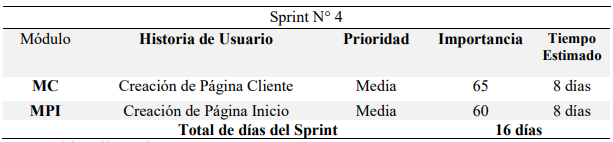 Sprint N° 4
Módulo Historia de Usuario Prioridad Importancia Tiempo Estimado
MC Creación de Página Cliente Media 65 8 días
MPI Creación de Página Inicio Media 60 8 días
Total de días del Sprint 16 días